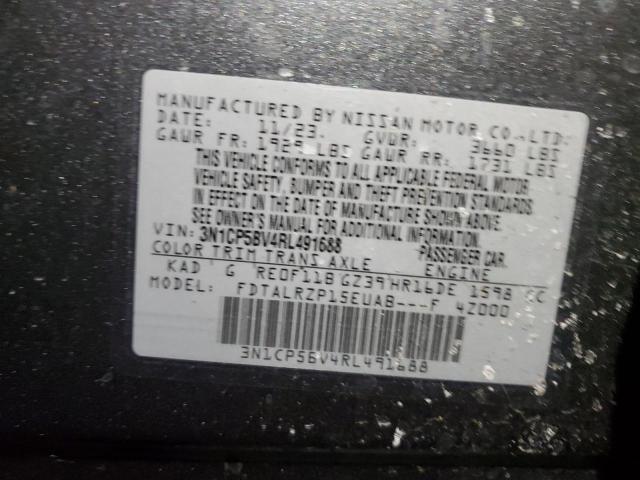 MANUFACTURED BY NISSAN MOTOR CO.,LTD.
DATE: 11/23. GVWR: 3660 LBS
GAWR FR: 1929 LBS GAWR RR: 1731 LBS
THIS VEHICLE CONFORMS TO ALL APPLICABLE FEDERAL MOTOR
VEHICLE SAFETY, BUMPER AND THEFT PREVENTION STANDARDS
IN EFFECT ON THE DATE OF MANUFACTURE SHOWN ABOVE.
SEE OWNER'S MANUAL FOR ADDITIONAL INFORMATION.
VIN: 3N1CP5BV4RL491688 PASSENGER CAR.
COLOR TRIM TRANS AXLE ENGINE
KAD G RE0F11B GZ39 HR16DE 1598 CC
MODEL: FDTALRZP15EUAB---F 42000
3N1CP5BV4RL491688